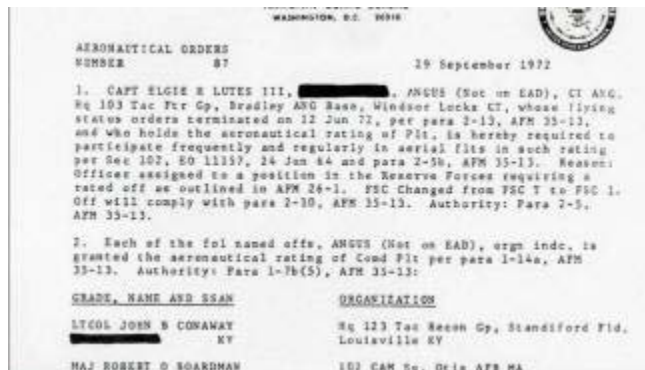 WASHINGTON, D.C. 20310
AERONAUTICAL ORDERS
NUMBER 87
29 September 1972
1. CAPT ELGIE R LUTES III, , ANGUS (Not on EAD), CT ANG,
Hq 103 Tac Ftr Gp, Bradley ANG Base, Windsor Locks CT, whose flying
status orders terminated on 12 Jun 72, per para 2-13, AFM 35-13,
and who holds the aeronautical rating of Plt, is hereby required to
participate frequently and regularly in aerial flts in such rating
per Sec 102, EO 11157, 24 Jun 64 and para 2-5b, AFM 35-13. Reason:
Officer assigned to a position in the Reserve Forces requiring a
rated off as outlined in AFM 26-1. FSC Changed from FSC T to FSC 1.
Off will comply with para 2-30, AFM 35-13. Authority: Para 2-5,
AFM 35-13.
2. Each of the fol named offs, ANGUS (Not on EAD), orgn indc, is
granted the aeronautical rating of Comd Plt per para 1-14a, AFM
35-13. Authority: Para 1-7b(5), AFM 35-13:
GRADE, NAME AND SSAN
ORGANIZATION
LTCOL JOHN B CONAWAY
KY
Hq 123 Tac Recon Gp, Standiford Fld,
Louisville KY
MAJ ROBERT O BOARDMAN
102 CAM Sq, Otis AFB MA